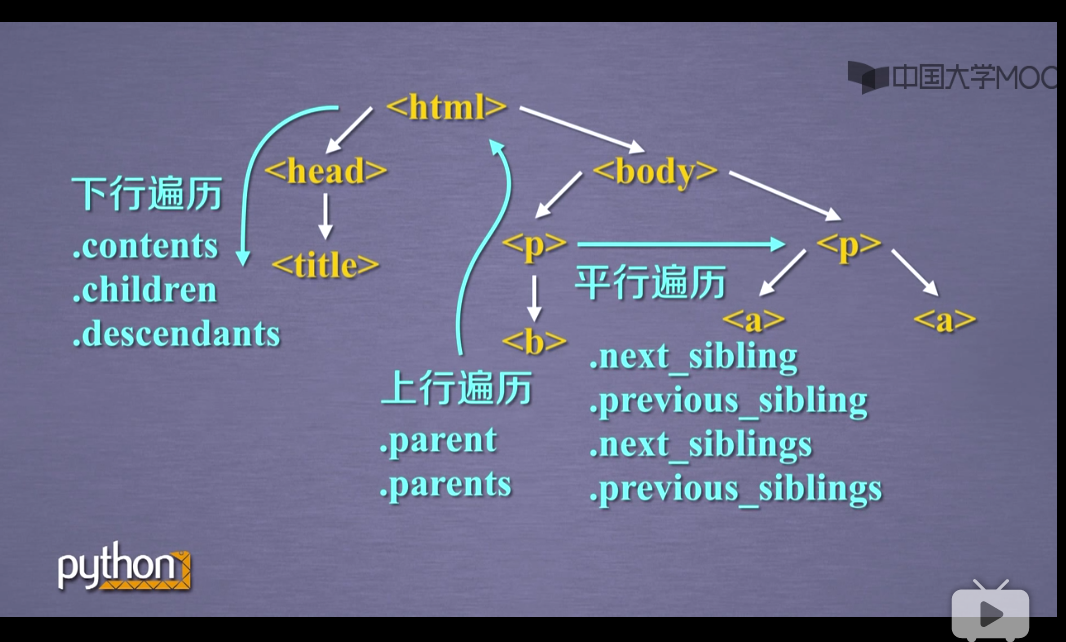 中国大学MOC
<html>
<head>
<body>
下行遍历
.contents
.children
.descendants
<title>
<p>
<p>
平行遍历
<b>
<a>
<a>
.next_sibling
.previous_sibling
.next_siblings
.previous_siblings
上行遍历
.parent
.parents
python